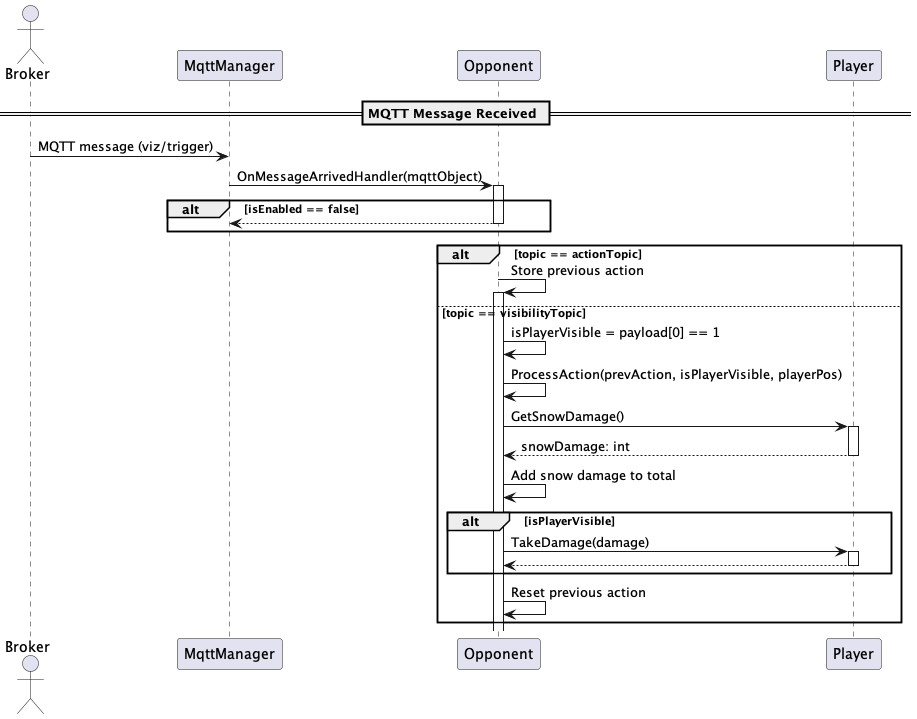 Broker
MqttManager
Opponent
Player
MQTT Message Received
MQTT message (viz/trigger)
OnMessageArrivedHandler(mqttObject)
alt [isEnabled == false]
alt [topic == actionTopic]
Store previous action
[topic == visibilityTopic]
isPlayerVisible = payload[0] == 1
ProcessAction(prevAction, isPlayerVisible, playerPos)
GetSnowDamage()
snowDamage: int
Add snow damage to total
alt [isPlayerVisible]
TakeDamage(damage)
Reset previous action
Broker
MqttManager
Opponent
Player